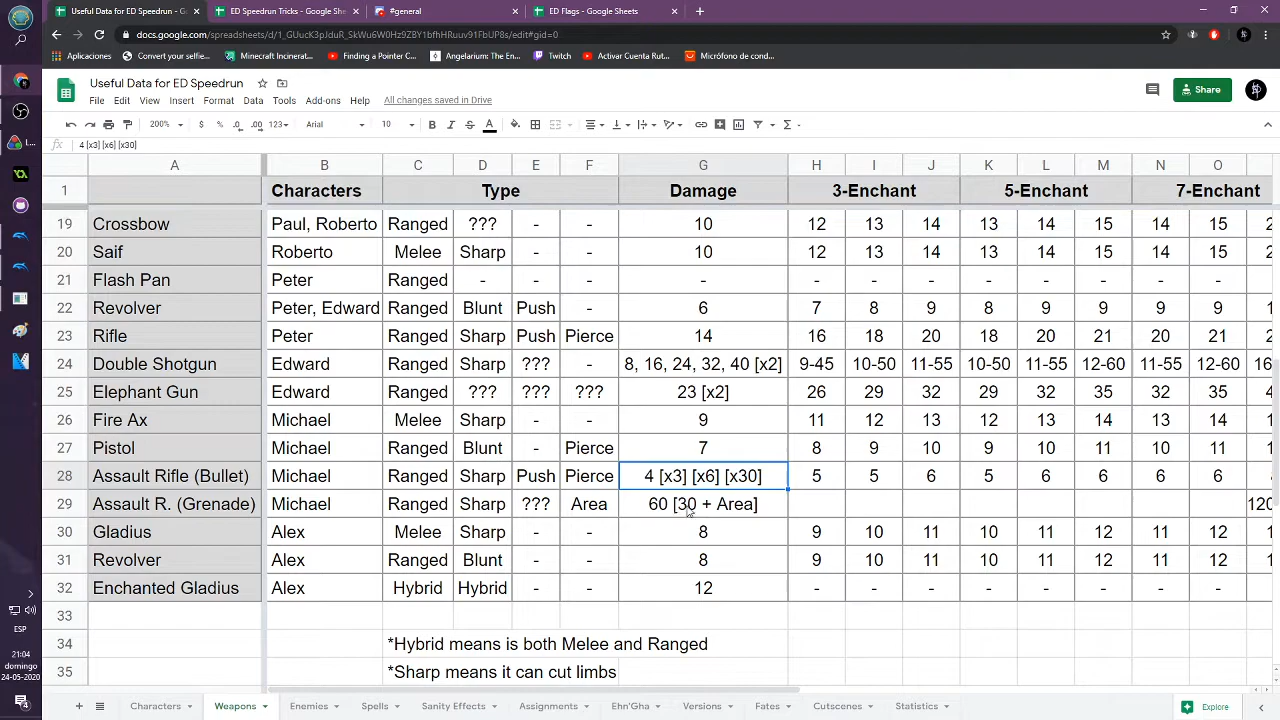 Useful Data for ED Speedrun - Go
ED Speedrun Tricks - Google She
#general
ED Flags - Google Sheets
docs.google.com/spreadsheets/d/1_GUucK3pJduR_SkWu6W0Hz9Z8Y1bfhHRuuv91FbUP8s/edit#gid=0
Aplicaciones
Convert your selfie...
Minecraft Incinerat...
Finding a Pointer C...
Angelarium: The En...
Twitch
Activar Cuenta Rut...
Micrófono de cond...
Useful Data for ED Speedrun
File Edit View Insert Format Data Tools Add-ons Help All changes saved in Drive
Share
200% $ % .0 .00 123 Arial 10 B I S A
fx 4 [x3] [x6] [x30]
A B C D E F G H I J K L M N O
1 Characters Type Damage 3-Enchant 5-Enchant 7-Enchant
19 Crossbow Paul, Roberto Ranged ??? - - 10 12 13 14 13 14 15 14 15 2
20 Saif Roberto Melee Sharp - - 10 12 13 14 13 14 15 14 15 2
21 Flash Pan Peter Ranged - - - - - - - - - - - -
22 Revolver Peter, Edward Ranged Blunt Push - 6 7 8 9 8 9 9 9 9 1
23 Rifle Peter Ranged Sharp Push Pierce 14 16 18 20 18 20 21 20 21 2
24 Double Shotgun Edward Ranged Sharp ??? - 8, 16, 24, 32, 40 [x2] 9-45 10-50 11-55 10-50 11-55 12-60 11-55 12-60 16
25 Elephant Gun Edward Ranged ??? ??? ??? 23 [x2] 26 29 32 29 32 35 32 35 4
26 Fire Ax Michael Melee Sharp - - 9 11 12 13 12 13 14 13 14 1
27 Pistol Michael Ranged Blunt - Pierce 7 8 9 10 9 10 11 10 11 1
28 Assault Rifle (Bullet) Michael Ranged Sharp Push Pierce 4 [x3] [x6] [x30] 5 5 6 5 6 6 6 6
29 Assault R. (Grenade) Michael Ranged Sharp ??? Area 60 [30 + Area] 120
30 Gladius Alex Melee Sharp - - 8 9 10 11 10 11 12 11 12 1
31 Revolver Alex Ranged Blunt - - 8 9 10 11 10 11 12 11 12 1
32 Enchanted Gladius Alex Hybrid Hybrid - - 12 - - - - - - - -
33
34 *Hybrid means is both Melee and Ranged
35 *Sharp means it can cut limbs
ESP
21:04
domingo
24-05-2020
4
Characters Weapons Enemies Spells Sanity Effects Assignments Ehn'Gha Versions Fates Cutscenes Statistics Explore